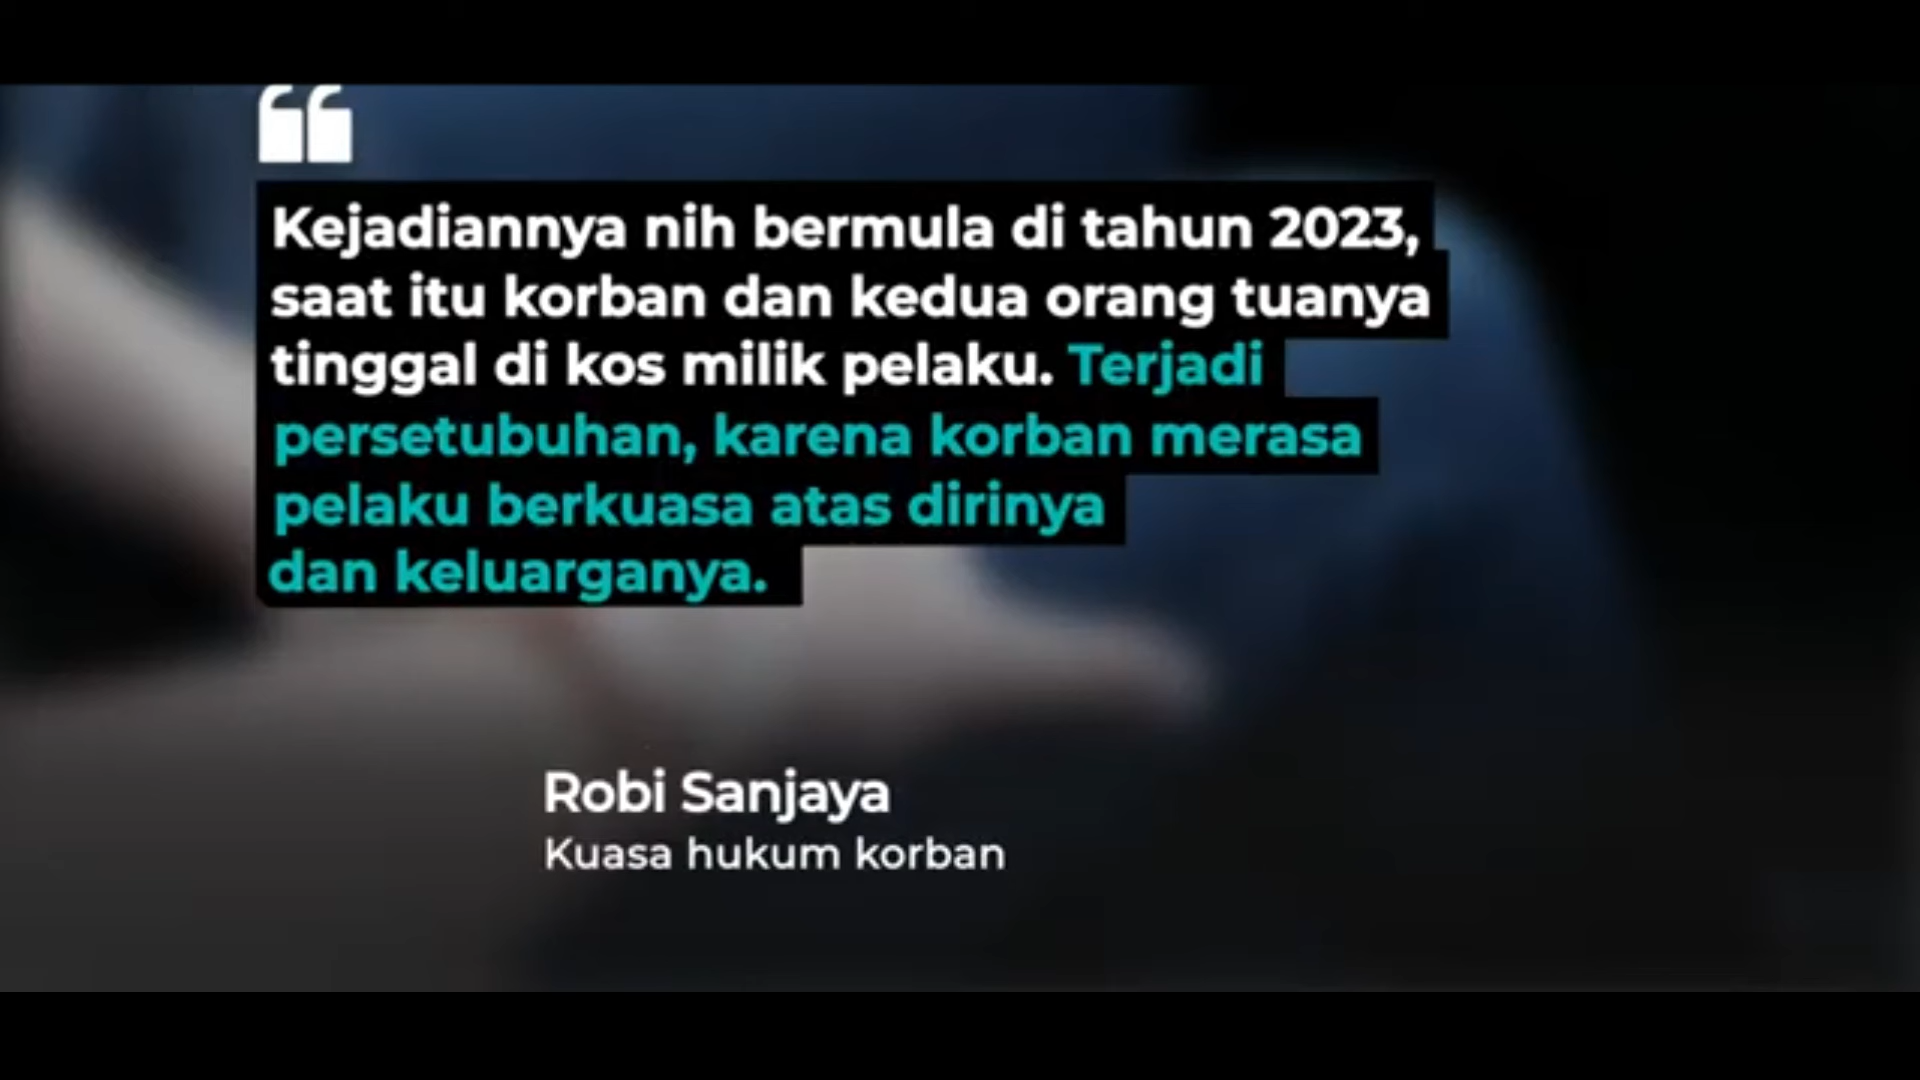 “
Kejadiannya nih bermula di tahun 2023,
saat itu korban dan kedua orang tuanya
tinggal di kos milik pelaku. Terjadi
persetubuhan, karena korban merasa
pelaku berkuasa atas dirinya
dan keluarganya.
Robi Sanjaya
Kuasa hukum korban